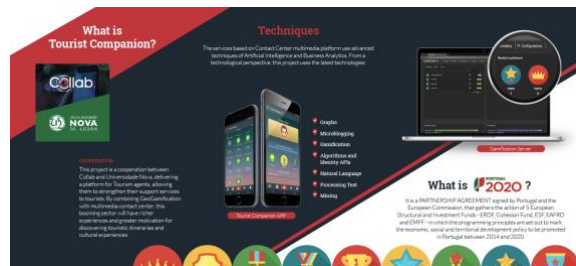 What is
Tourist Companion?
Collab
UNIVERSIDADE
NOVA
DE LISBOA
COOPERATION
This project is a cooperation between
Collab and Universidade Nova, delivering
a platform for Tourism agents, allowing
them to strengthen their support services
to tourists. By combining GeoGamification
with multimedia contact center, this
booming sector will have richer
experiences and greater motivation for
discovering touristic itineraries and
cultural experiences.
Techniques
The services based on Contact Center multimedia platform use advanced
techniques of Artificial Intelligence and Business Analytics. From a
technological perspective, this project uses the latest technologies:
Graphs
Microblogging
Gamification
Algorithms and
Identity APIs
Natural Language
Processing Text
Mining
Tourist Companion APP
Gamification Server
What is PORTUGAL 2020 ?
It is a PARTNERSHIP AGREEMENT signed by Portugal and the
European Commission, that gathers the action of 5 European
Structural and Investment Funds - ERDF, Cohesion Fund, ESF, EAFRD
and EMFF - in which the programming principles are set out to mark
the economic, social and territorial development policy to be promoted
in Portugal between 2014 and 2020.